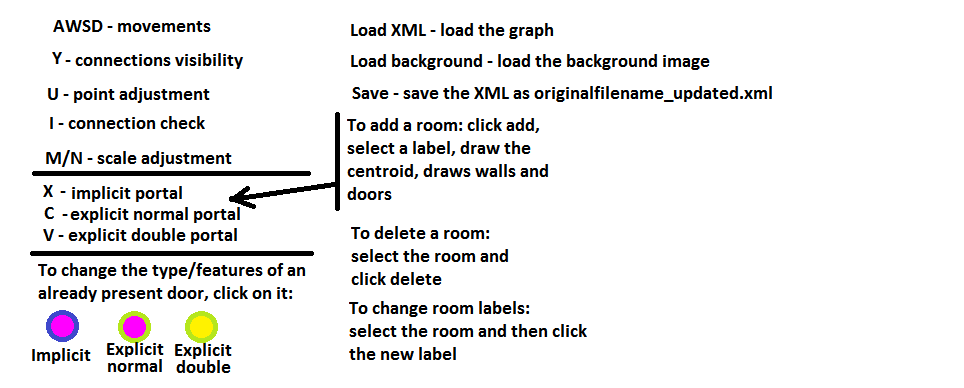 AWSD - movements
Y - connections visibility
U - point adjustment
I - connection check
M/N - scale adjustment
X - implicit portal
C - explicit normal portal
V - explicit double portal
To change the type/features of an
already present door, click on it:
Implicit
Explicit
normal
Explicit
double
Load XML - load the graph
Load background - load the background image
Save - save the XML as originalfilename_updated.xml
To add a room: click add,
select a label, draw the
centroid, draws walls and
doors
To delete a room:
select the room and
click delete
To change room labels:
select the room and then click
the new label